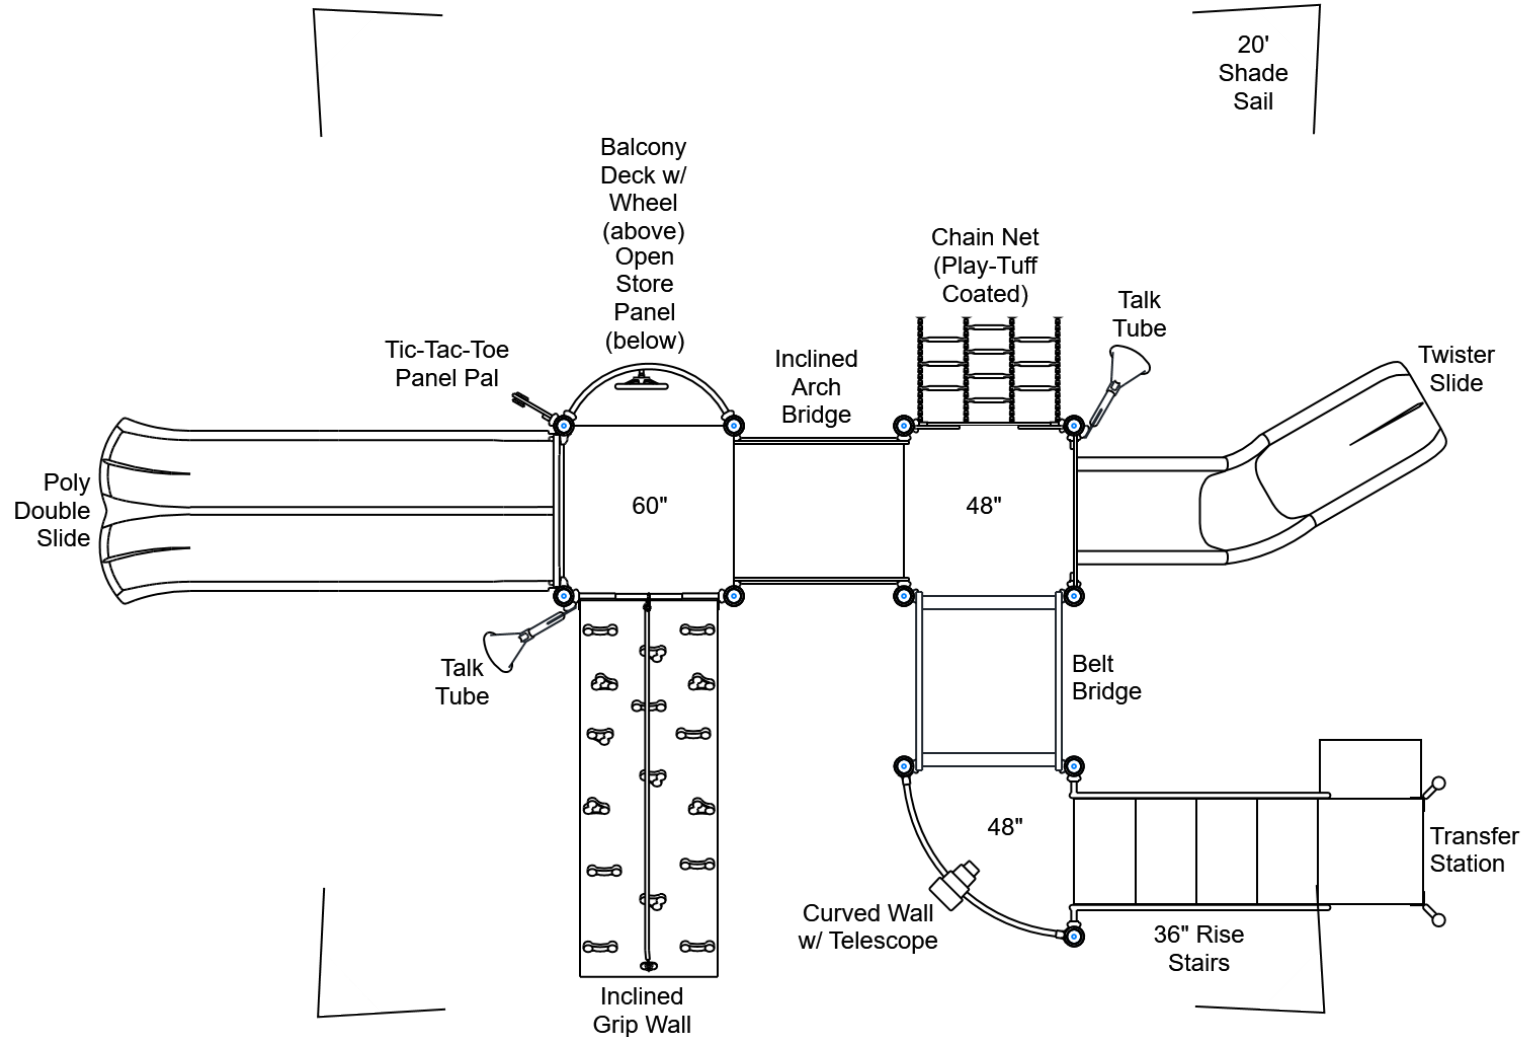 20'
Shade
Sail
Balcony
Deck w/
Wheel
(above)
Open
Store
Panel
(below)
Chain Net
(Play-Tuff
Coated)
Talk
Tube
Tic-Tac-Toe
Panel Pal
Inclined
Arch
Bridge
Twister
Slide
Poly
Double
Slide
60"
48"
Talk
Tube
Belt
Bridge
48"
Transfer
Station
Curved Wall
w/ Telescope
36" Rise
Stairs
Inclined
Grip Wall